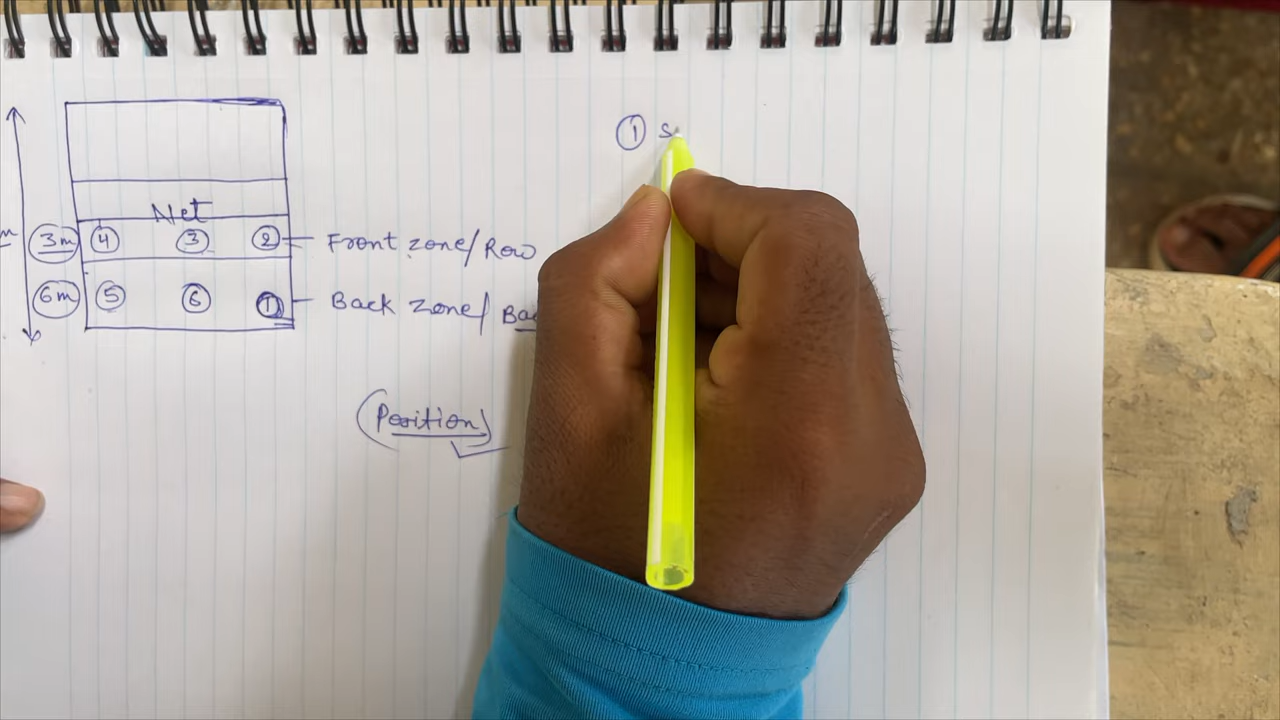 ① s
Net
3m ④ ③ ② Front zone/Row
6m ⑤ ⑥ ① Back zone/
(Position)